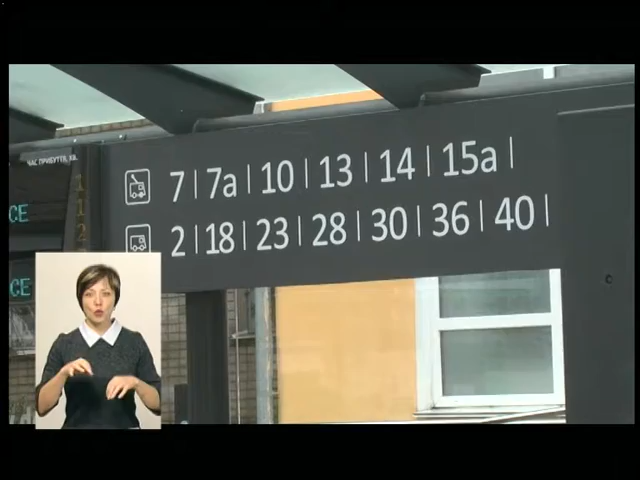 ЧАС ПРИБУТТЯ, ХВ.
7 | 7а | 10 | 13 | 14 | 15а |
2 | 18 | 23 | 28 | 30 | 36 | 40 |